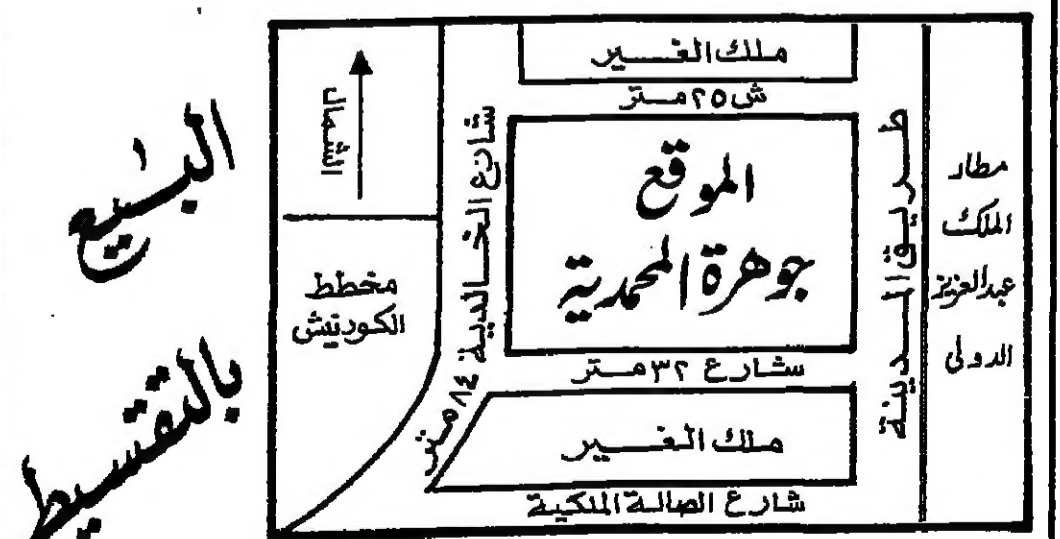 البيع
بالتقسيط
ملك الغير
ش ٢٥ متر
الشمال
شارع الخالدية ٨٤ متر
الموقع
جوهرة المحمدية
طريق المدينة
مطار
الملك
عبدالعزيز
الدولى
مخطط
الكورنيش
شارع ٣٢ متر
ملك الغير
شارع الصالة الملكية